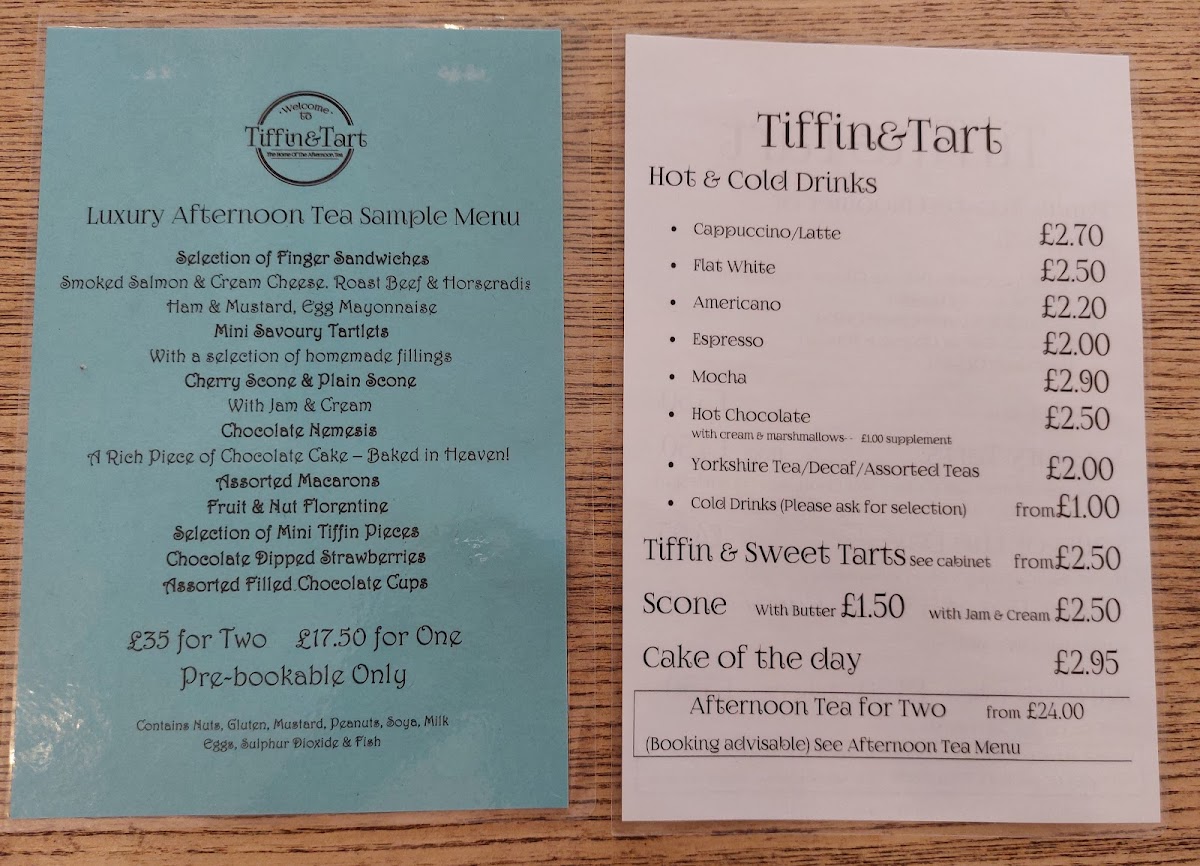 Welcome
to
Tiffin&Tart
The Home Of The Afternoon Tea
Luxury Afternoon Tea Sample Menu
Selection of Finger Sandwiches
Smoked Salmon & Cream Cheese. Roast Beef & Horseradis
Ham & Mustard, Egg Mayonnaise
Mini Savoury Tartlets
With a selection of homemade fillings
Cherry Scone & Plain Scone
With Jam & Cream
Chocolate Nemesis
A Rich Piece of Chocolate Cake – Baked in Heaven!
Assorted Macarons
Fruit & Nut Florentine
Selection of Mini Tiffin Pieces
Chocolate Dipped Strawberries
Assorted Filled Chocolate Cups
£35 for Two £17.50 for One
Pre-bookable Only
Contains Nuts, Gluten, Mustard, Peanuts, Soya, Milk
Eggs, Sulphur Dioxide & Fish
Tiffin&Tart
Hot & Cold Drinks
• Cappuccino/Latte £2.70
• Flat White £2.50
• Americano £2.20
• Espresso £2.00
• Mocha £2.90
• Hot Chocolate £2.50
with cream & marshmallows- - £1.00 supplement
• Yorkshire Tea/Decaf/Assorted Teas £2.00
• Cold Drinks (Please ask for selection) from £1.00
Tiffin & Sweet Tarts See cabinet from £2.50
Scone With Butter £1.50 with Jam & Cream £2.50
Cake of the day £2.95
Afternoon Tea for Two from £24.00
(Booking advisable) See Afternoon Tea Menu